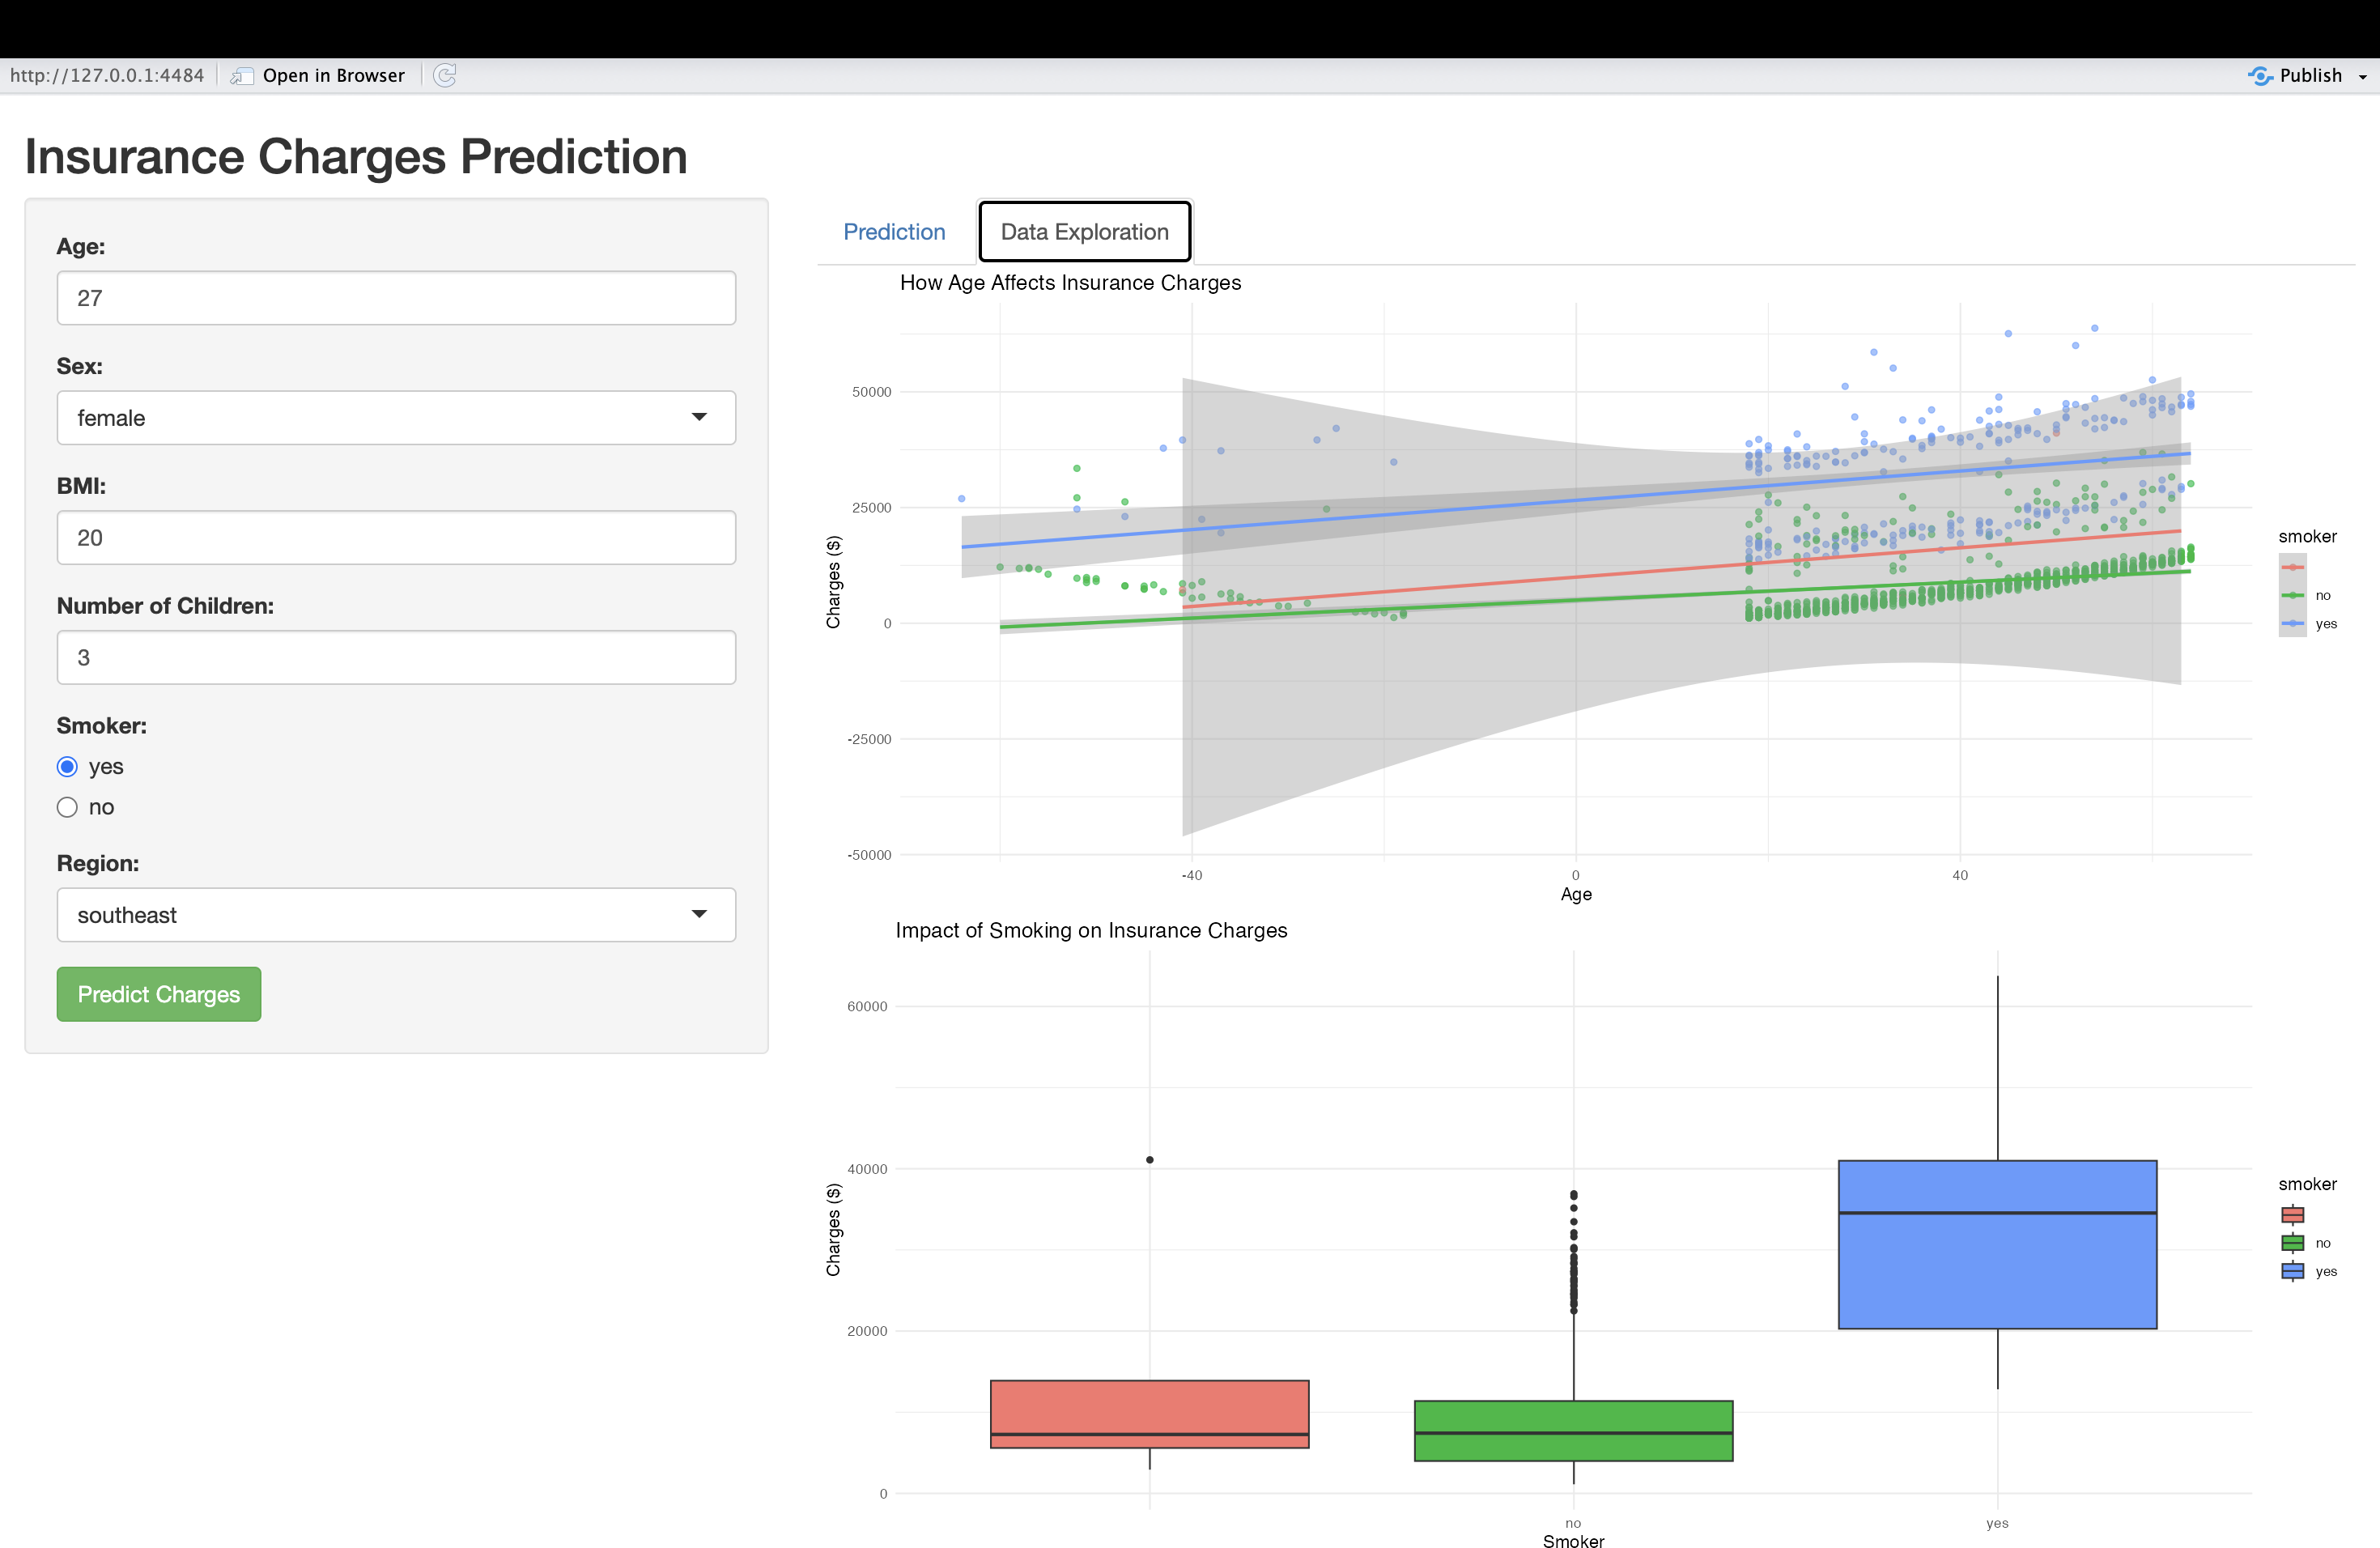 http://127.0.0.1:4484 Open in Browser Publish
Insurance Charges Prediction
Age:
27
Sex:
female
BMI:
20
Number of Children:
3
Smoker:
yes
no
Region:
southeast
Predict Charges
Prediction Data Exploration
How Age Affects Insurance Charges
Charges ($)
50000
25000
0
-25000
-50000
-40 0 40
Age
smoker
no
yes
Impact of Smoking on Insurance Charges
Charges ($)
60000
40000
20000
0
no yes
Smoker
smoker
no
yes